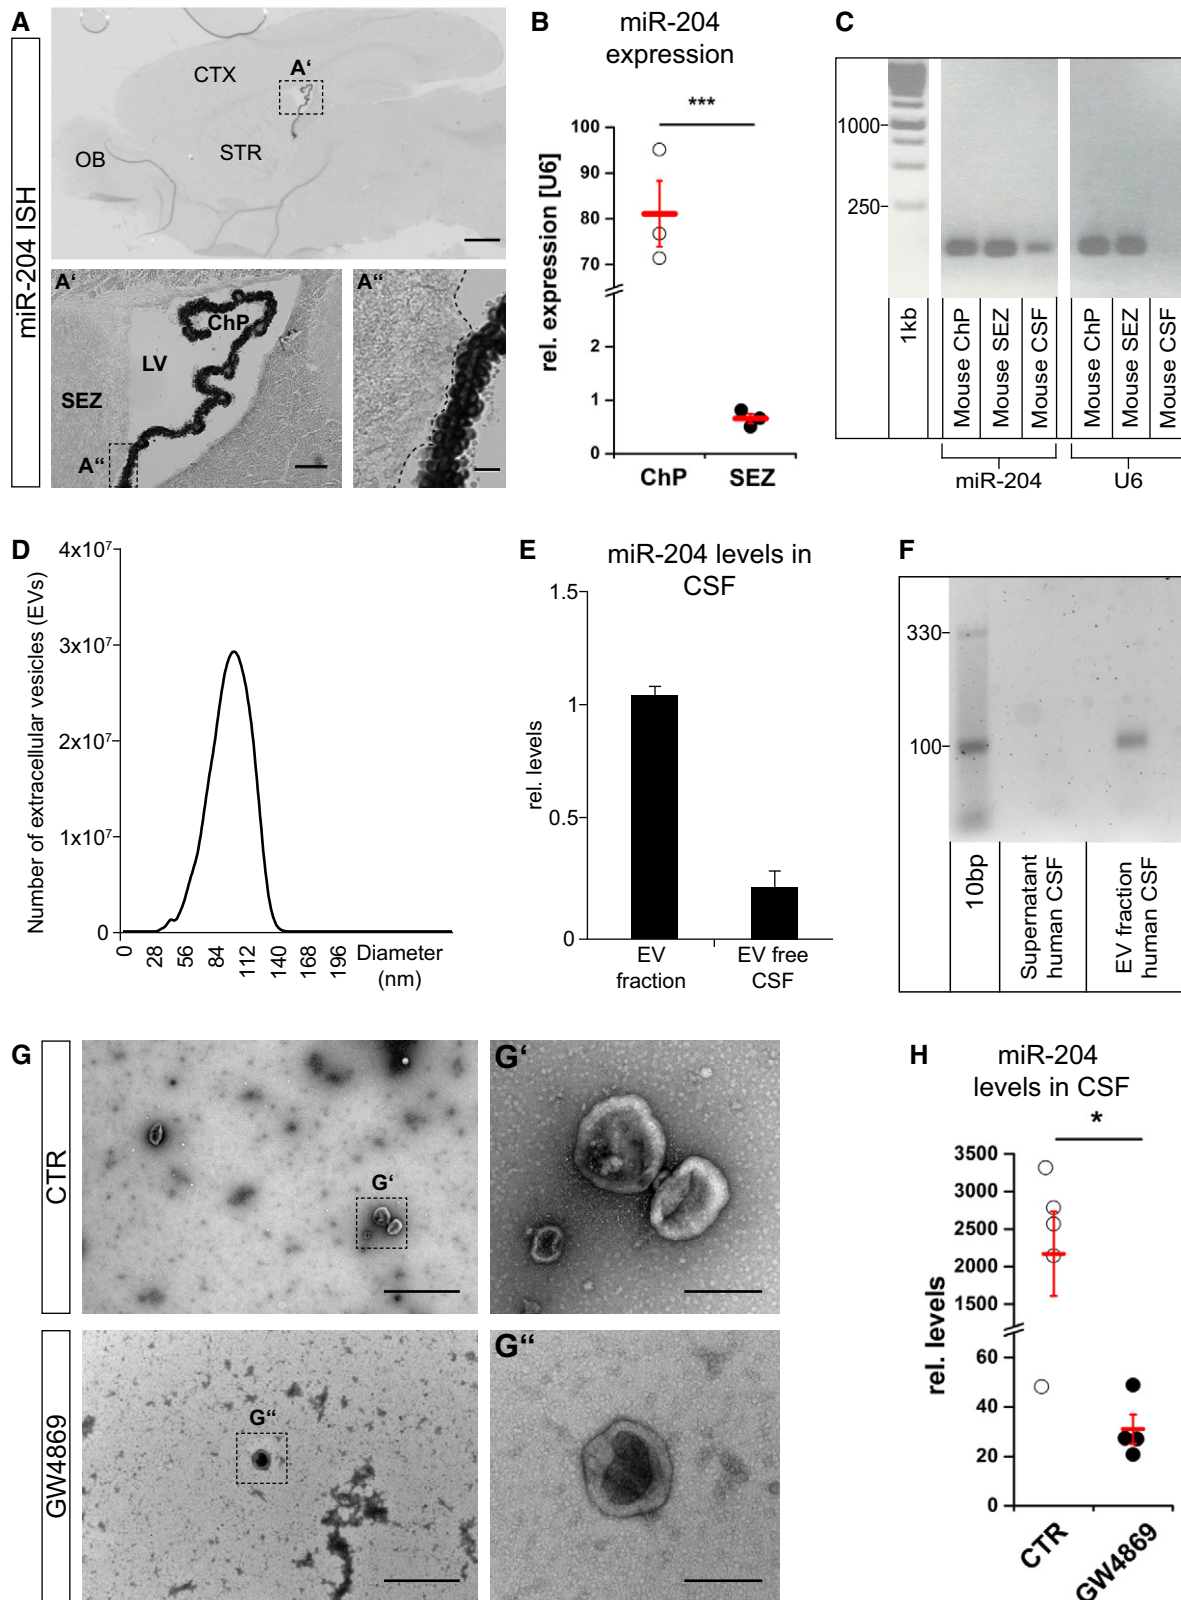 A
miR-204 ISH
CTX
A‘
STR
OB
A‘
ChP
LV
SEZ
A“
A“
B
miR-204
expression
***
rel. expression [U6]
100
90
80
70
2
1
0
ChP
SEZ
C
1000
250
1kb
Mouse ChP
Mouse SEZ
Mouse CSF
Mouse ChP
Mouse SEZ
Mouse CSF
miR-204
U6
D
Number of extracellular vesicles (EVs)
4x10⁷
3x10⁷
2x10⁷
1x10⁷
0
0
28
56
84
112
140
168
196
Diameter
(nm)
E
miR-204 levels in
CSF
rel. levels
1.5
1
0.5
0
EV
fraction
EV free
CSF
F
330
100
10bp
Supernatant
human CSF
EV fraction
human CSF
G
CTR
G‘
G‘
GW4869
G“
G“
H
miR-204
levels in CSF
*
rel. levels
3500
3000
2500
2000
1500
60
40
20
0
CTR
GW4869